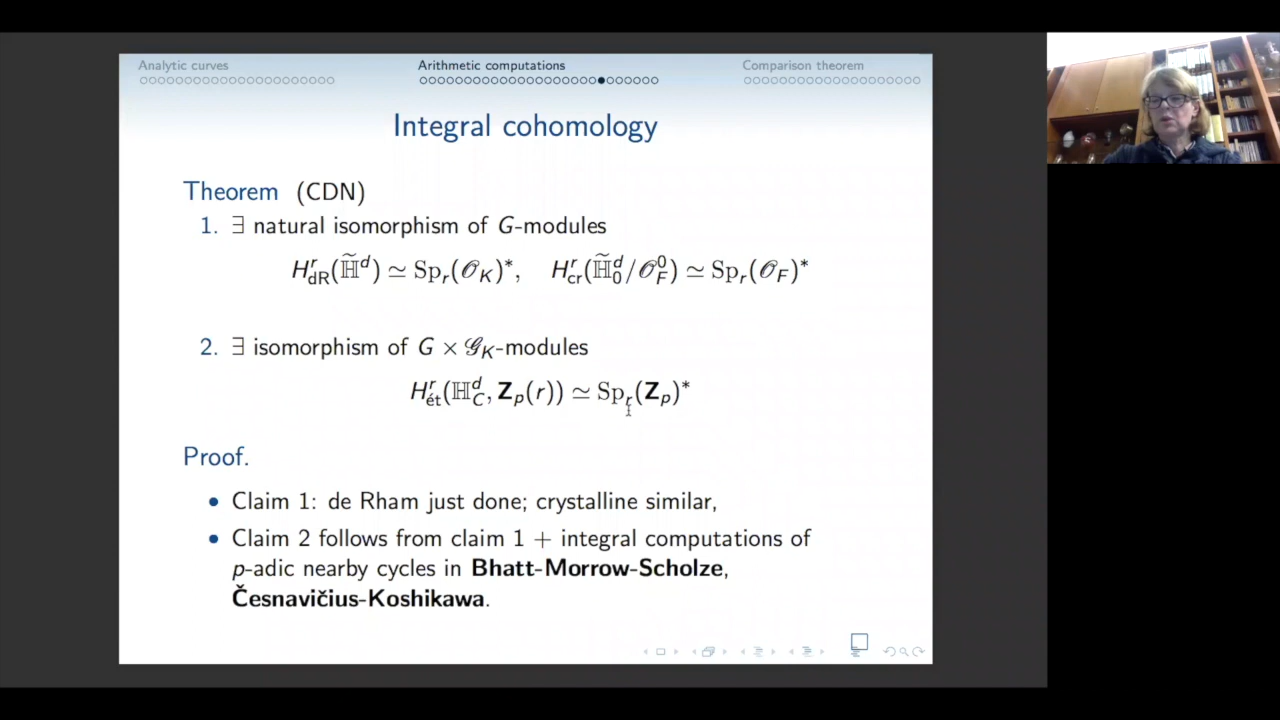 Analytic curves Arithmetic computations Comparison theorem
Integral cohomology
Theorem (CDN)
1. ∃ natural isomorphism of G-modules
H^r_dR(ℍ̃^d) ≃ Sp_r(𝒪_K)*, H^r_cr(ℍ̃^d_0/𝒪^0_F) ≃ Sp_r(𝒪_F)*
2. ∃ isomorphism of G × 𝒢_K-modules
H^r_ét(ℍ^d_C, Z_p(r)) ≃ Sp_r(Z_p)*
Proof.
• Claim 1: de Rham just done; crystalline similar,
• Claim 2 follows from claim 1 + integral computations of
p-adic nearby cycles in Bhatt-Morrow-Scholze,
Česnavičius-Koshikawa.